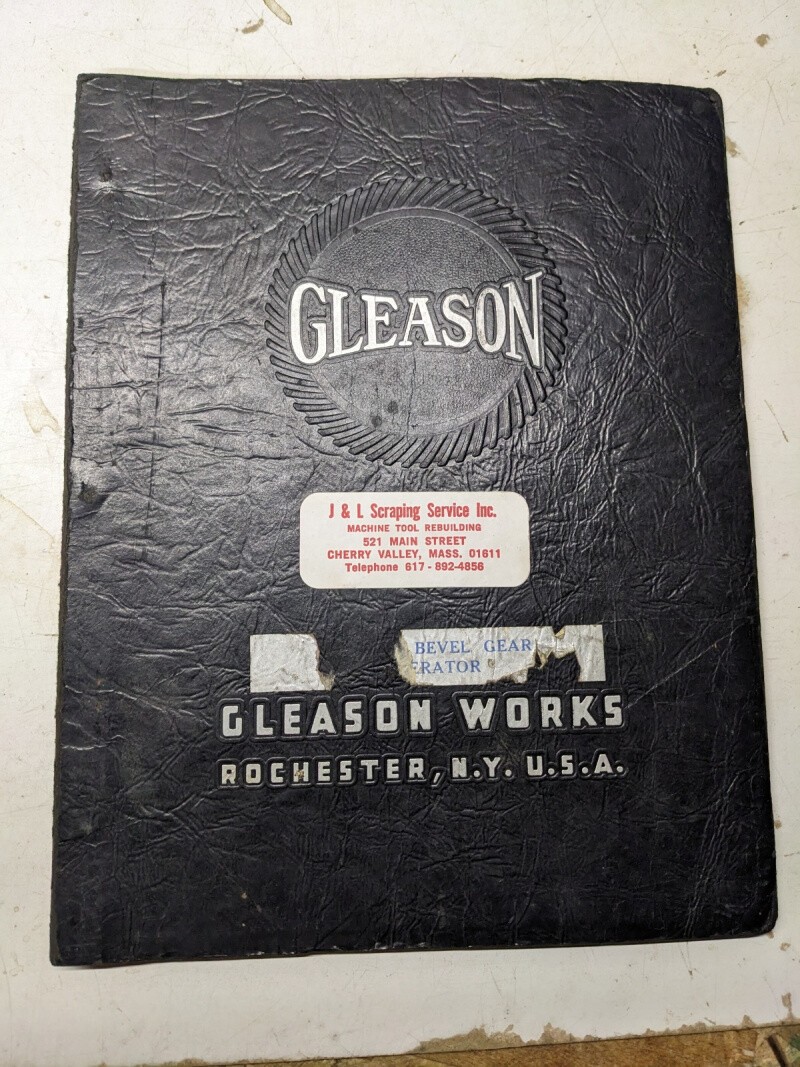 GLEASON
J & L Scraping Service Inc.
MACHINE TOOL REBUILDING
521 MAIN STREET
CHERRY VALLEY, MASS. 01611
Telephone 617 - 892-4856
BEVEL GEAR
ERATOR
GLEASON WORKS
ROCHESTER, N.Y. U.S.A.